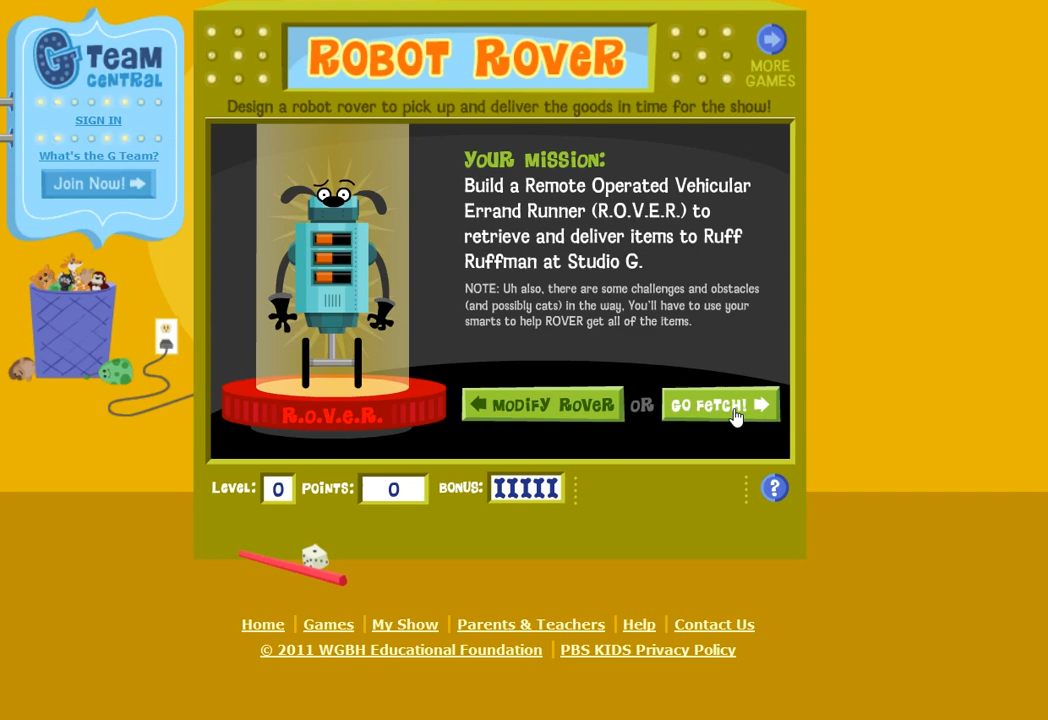 G TEAM
CENTRAL
SIGN IN
What's the G Team?
Join Now!
ROBOT ROVER
MORE
GAMES
Design a robot rover to pick up and deliver the goods in time for the show!
YOUR MISSION:
Build a Remote Operated Vehicular
Errand Runner (R.O.V.E.R.) to
retrieve and deliver items to Ruff
Ruffman at Studio G.
NOTE: Uh also, there are some challenges and obstacles
(and possibly cats) in the way, You'll have to use your
smarts to help ROVER get all of the items.
R.O.V.E.R.
MODIFY ROVER OR GO FETCH!
LEVEL: 0 POINTS: 0 BONUS: ?
Home | Games | My Show | Parents & Teachers | Help | Contact Us
© 2011 WGBH Educational Foundation | PBS KIDS Privacy Policy